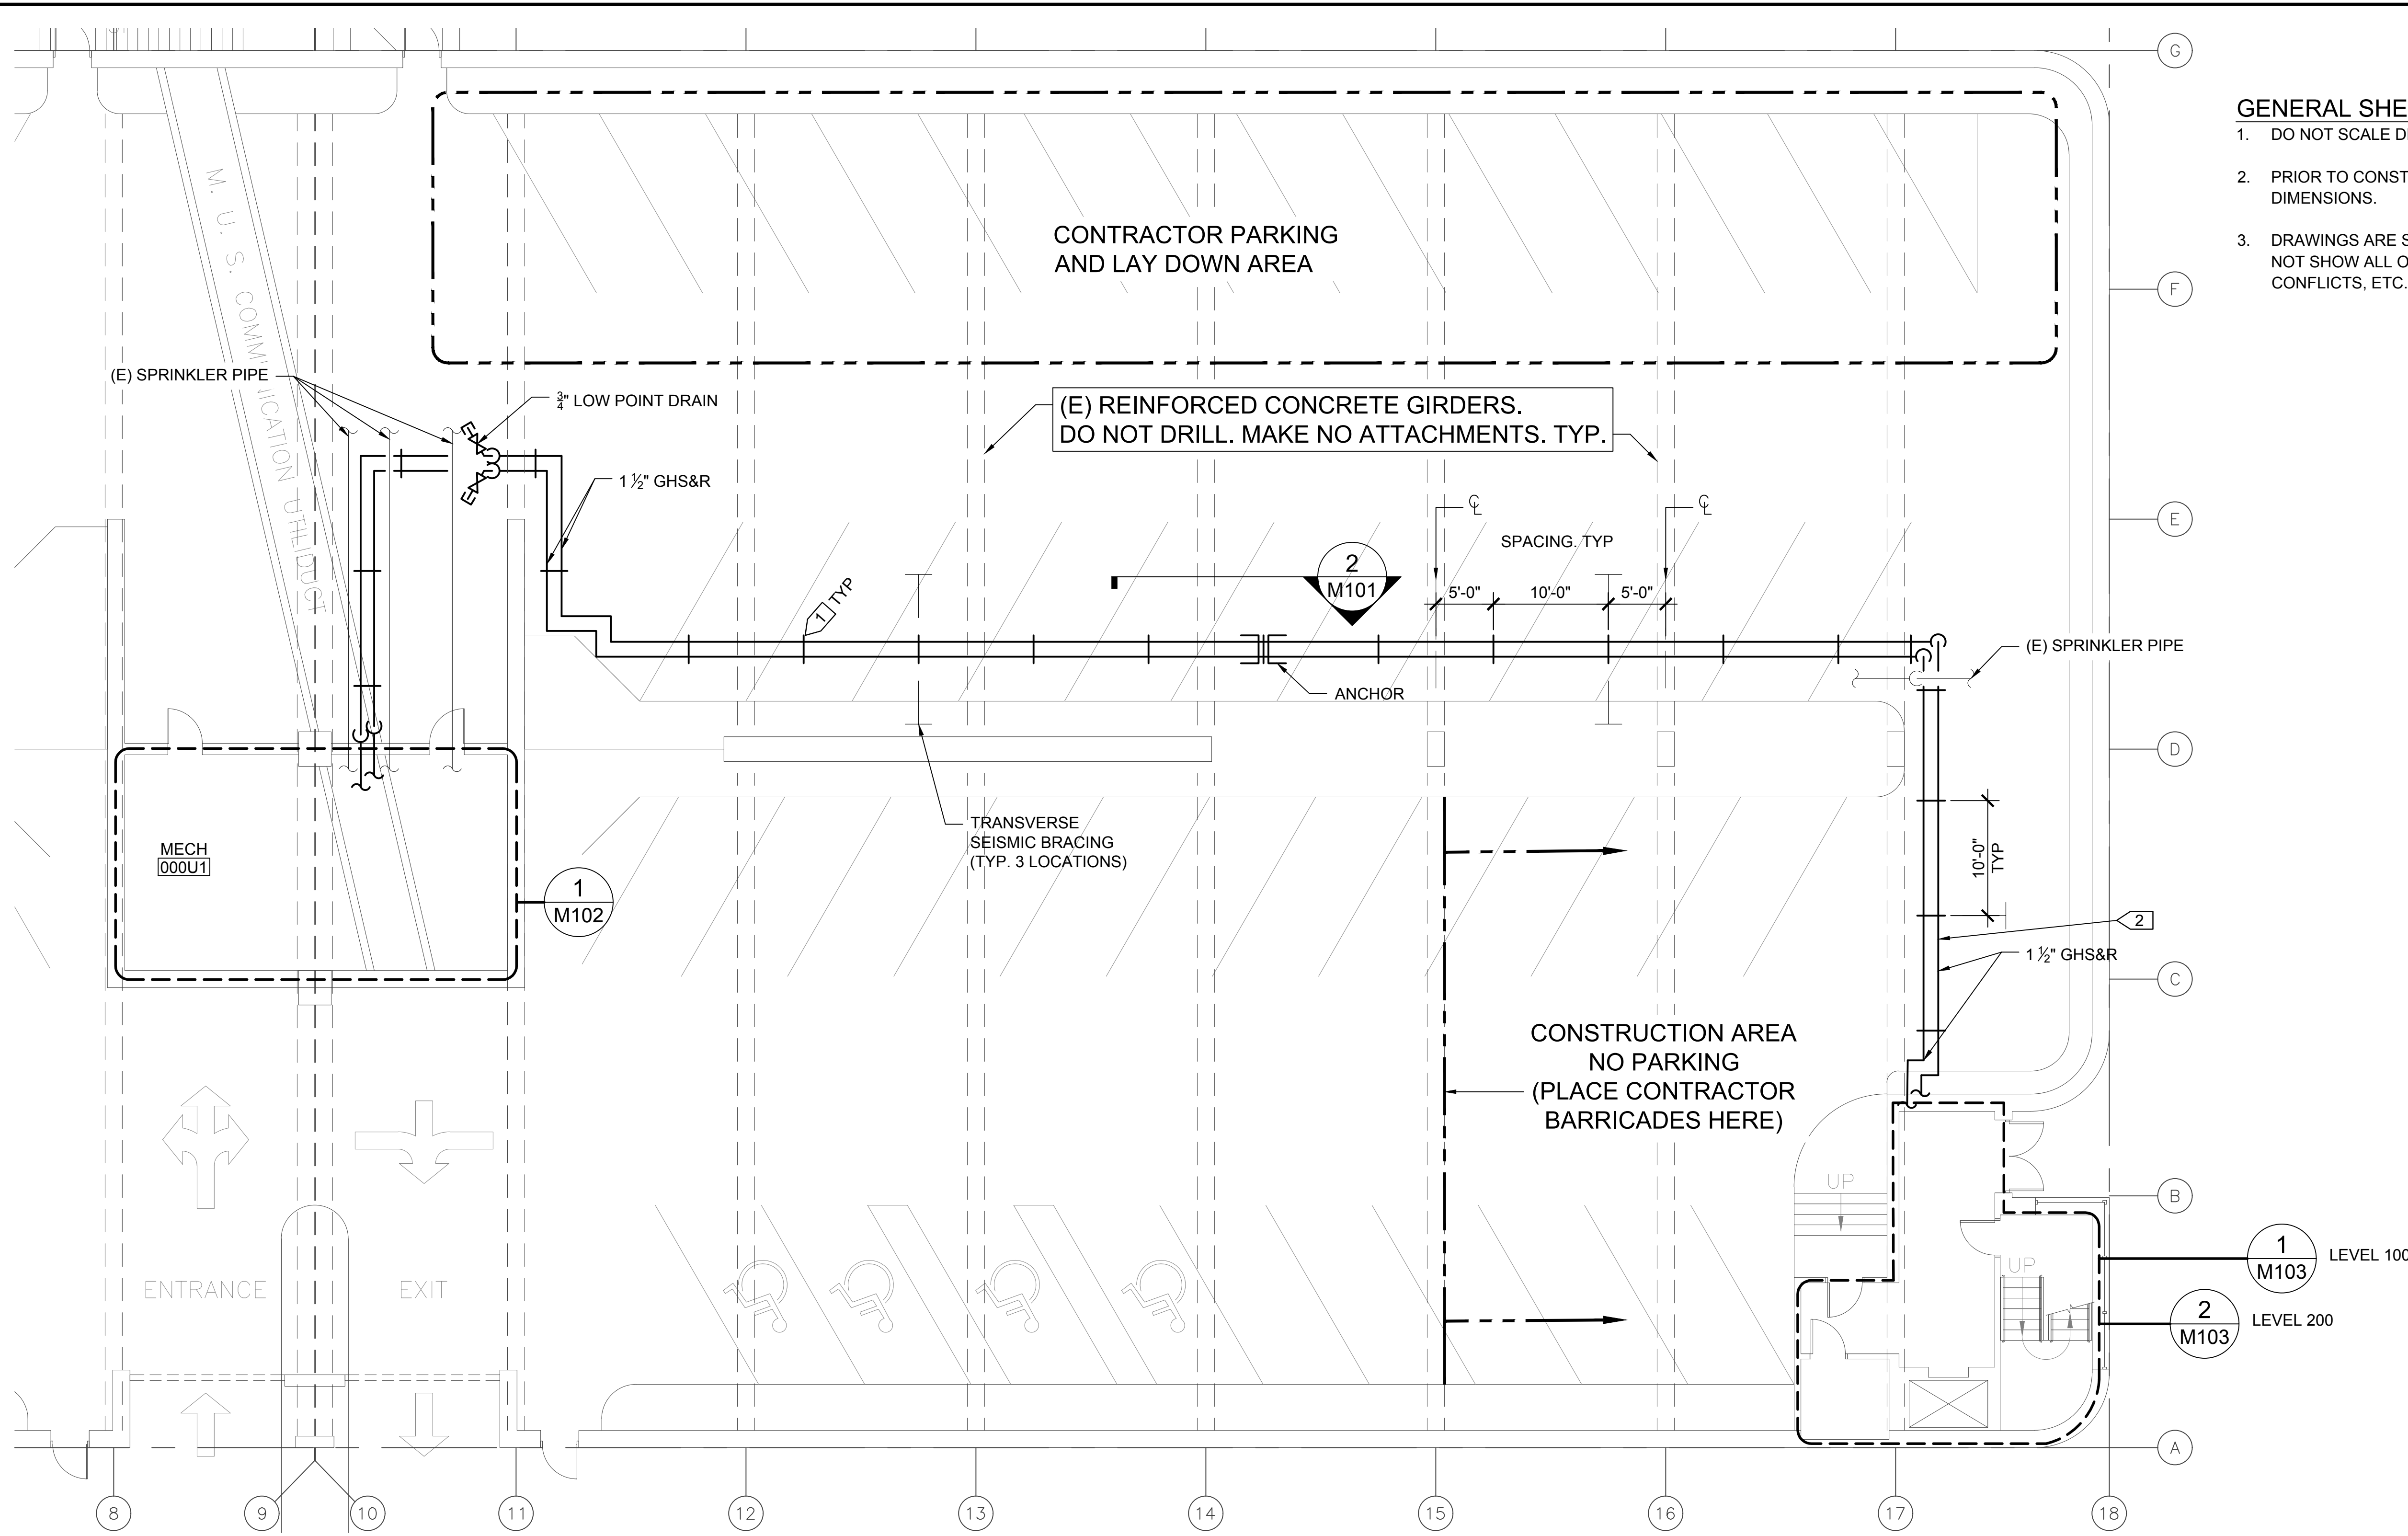 G
GENERAL SHE
1. DO NOT SCALE D
2. PRIOR TO CONST
DIMENSIONS.
3. DRAWINGS ARE S
NOT SHOW ALL O
CONFLICTS, ETC.
CONTRACTOR PARKING
AND LAY DOWN AREA
F
M. U. S. COMMUNICATION UTILIDUCT
(E) SPRINKLER PIPE
¾" LOW POINT DRAIN
(E) REINFORCED CONCRETE GIRDERS.
DO NOT DRILL. MAKE NO ATTACHMENTS. TYP.
1 ½" GHS&R
℄
℄
E
SPACING. TYP
2
M101
5'-0"
10'-0"
5'-0"
1 TYP
(E) SPRINKLER PIPE
ANCHOR
D
TRANSVERSE
SEISMIC BRACING
(TYP. 3 LOCATIONS)
MECH
000U1
1
M102
10'-0"
TYP
2
1 ½" GHS&R
C
CONSTRUCTION AREA
NO PARKING
(PLACE CONTRACTOR
BARRICADES HERE)
UP
B
1
M103
LEVEL 100
UP
ENTRANCE
EXIT
2
M103
LEVEL 200
A
8
9
10
11
12
13
14
15
16
17
18